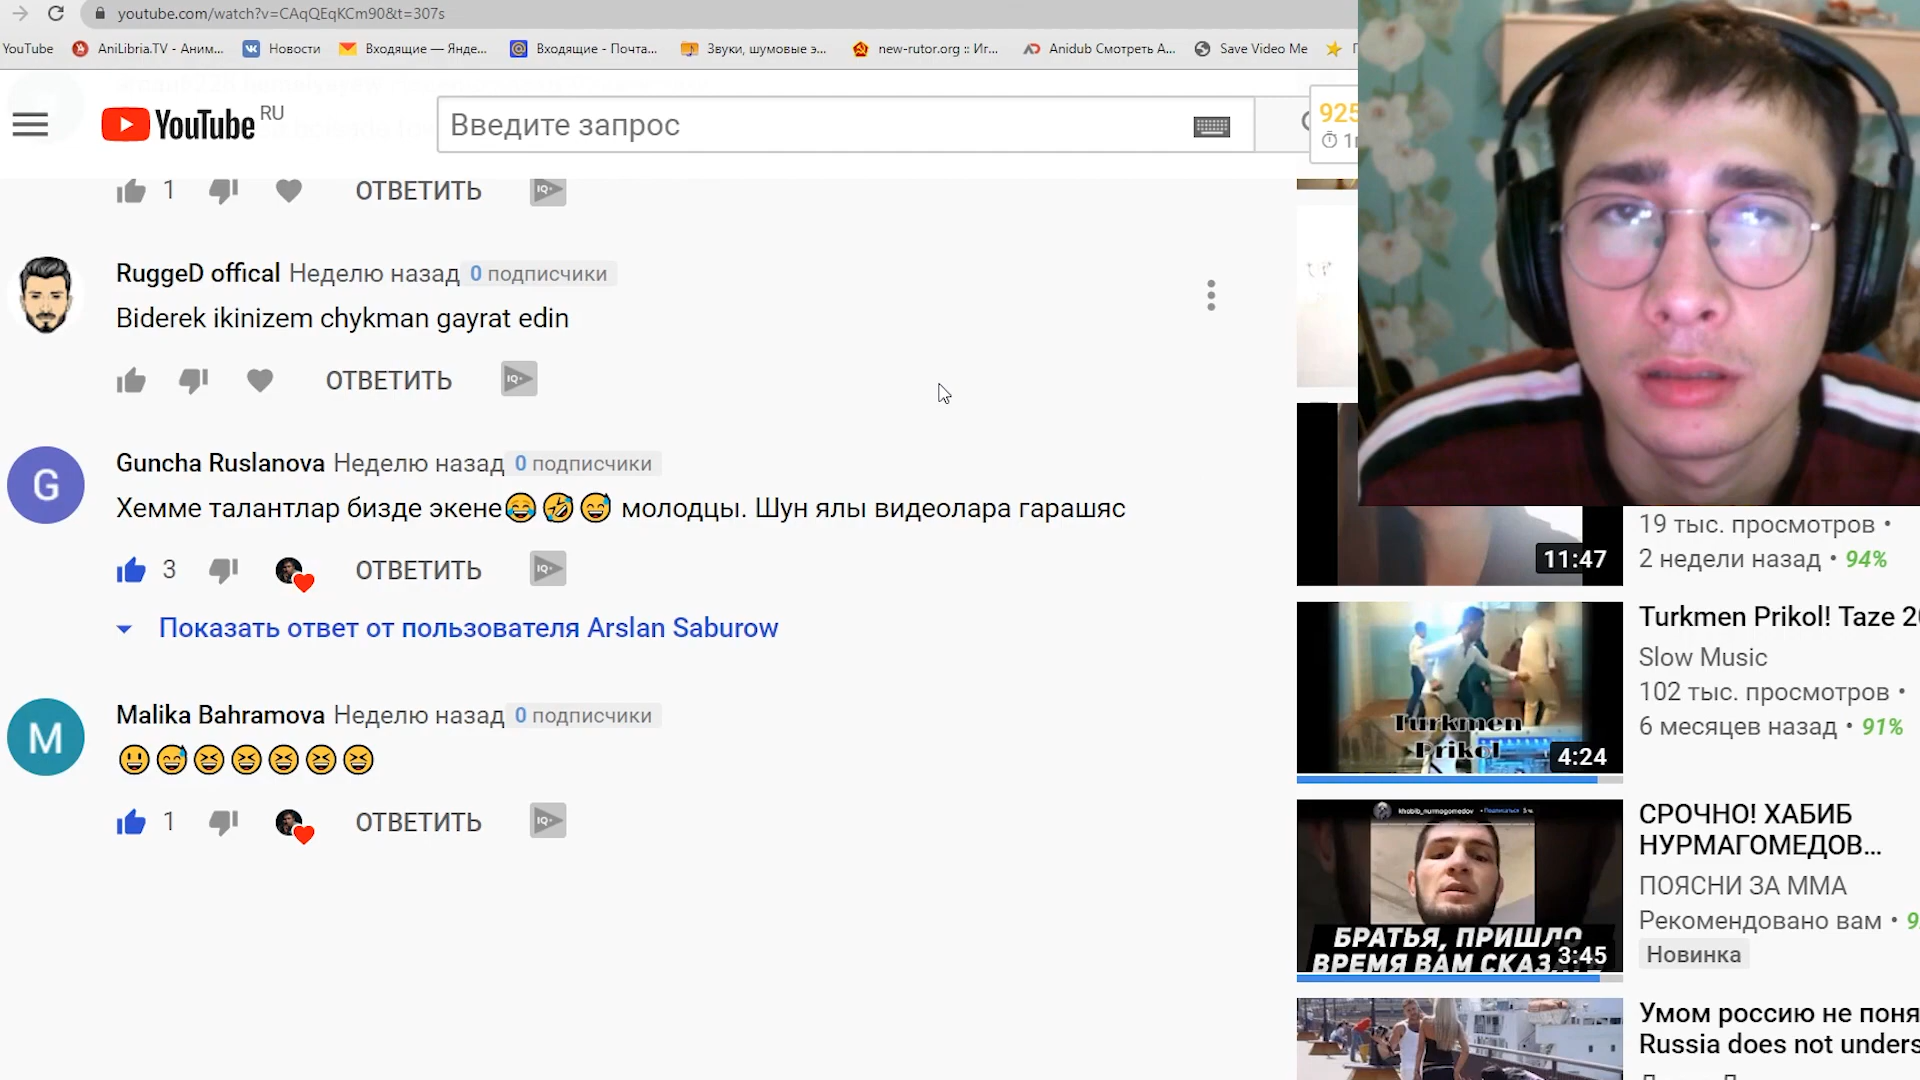 youtube.com/watch?v=CAqQEqKCm90&t=307s
YouTube AniLibria.TV - Аним... Новости Входящие — Янде... Входящие - Почта... Звуки, шумовые э... new-rutor.org :: Иг... Anidub Смотреть А... Save Video Me
YouTube RU
Введите запрос
925
1 ОТВЕТИТЬ
RuggeD offical Неделю назад 0 подписчики
Biderek ikinizem chykman gayrat edin
ОТВЕТИТЬ
Guncha Ruslanova Неделю назад 0 подписчики
Хемме талантлар бизде экене😂🤣😅 молодцы. Шун ялы видеолара гарашяс
3 ОТВЕТИТЬ
Показать ответ от пользователя Arslan Saburow
Malika Bahramova Неделю назад 0 подписчики
😃😅😆😆😆😆😆
1 ОТВЕТИТЬ
G
M
IQ
19 тыс. просмотров •
2 недели назад • 94%
11:47
Turkmen Prikol! Taze 2
Slow Music
102 тыс. просмотров •
6 месяцев назад • 91%
Turkmen
Prikol
4:24
СРОЧНО! ХАБИБ
НУРМАГОМЕДОВ...
ПОЯСНИ ЗА ММА
Рекомендовано вам • 9
Новинка
khabib_nurmagomedov
БРАТЬЯ, ПРИШЛО
ВРЕМЯ ВАМ СКАЗ
3:45
Умом россию не поня
Russia does not unders